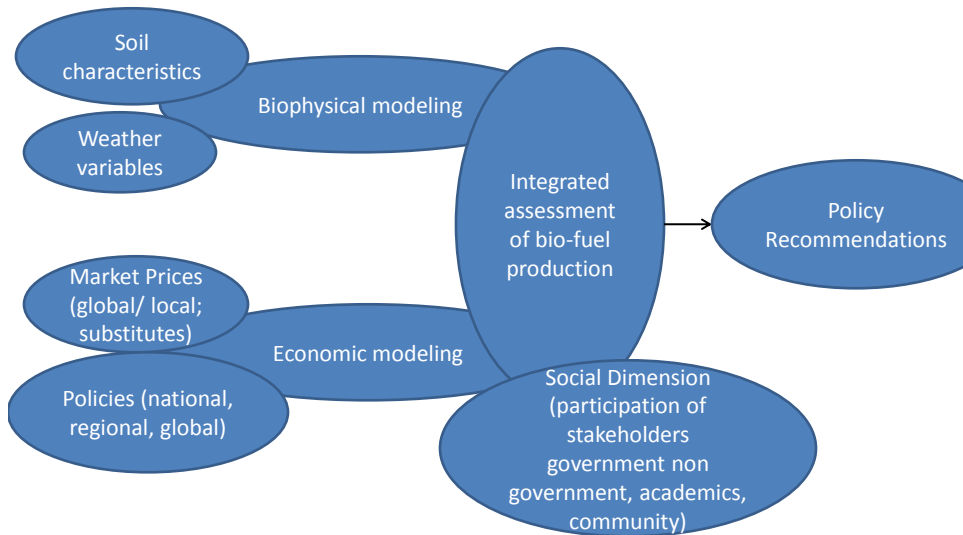 Soil
characteristics
Biophysical modeling
Weather
variables
Integrated
assessment
of bio-fuel
production
Policy
Recommendations
Market Prices
(global/ local;
substitutes)
Economic modeling
Policies (national,
regional, global)
Social Dimension
(participation of
stakeholders
government non
government, academics,
community)